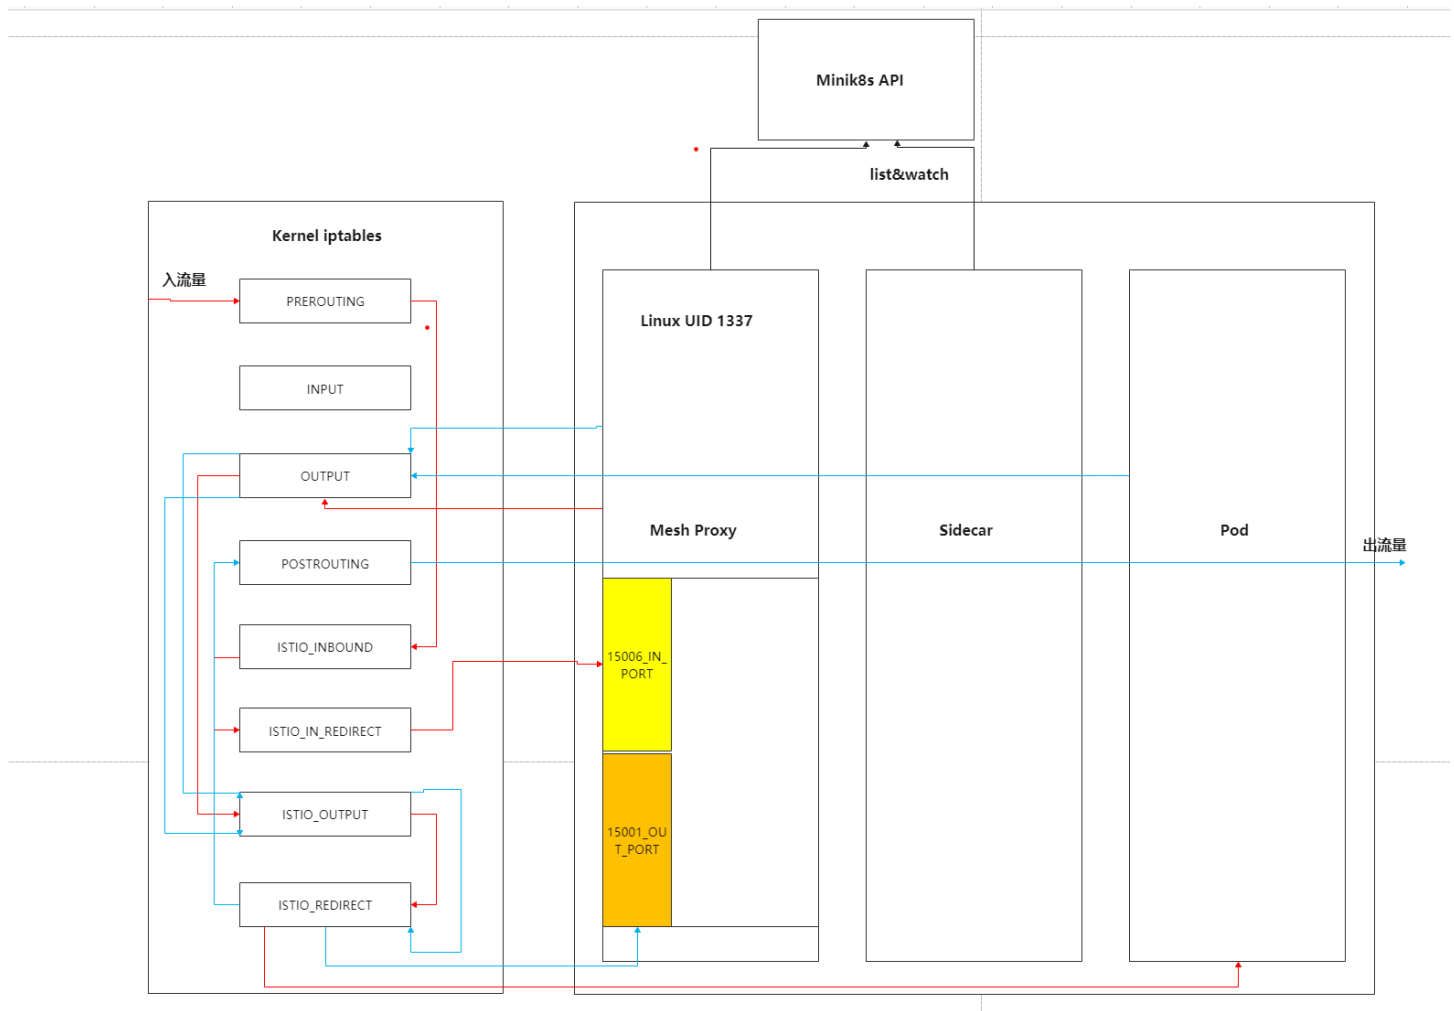 Minik8s API
list&watch
Kernel iptables
入流量
PREROUTING
INPUT
OUTPUT
POSTROUTING
ISTIO_INBOUND
ISTIO_IN_REDIRECT
ISTIO_OUTPUT
ISTIO_REDIRECT
Linux UID 1337
Mesh Proxy
15006_IN_
PORT
15001_OU
T_PORT
Sidecar
Pod
出流量